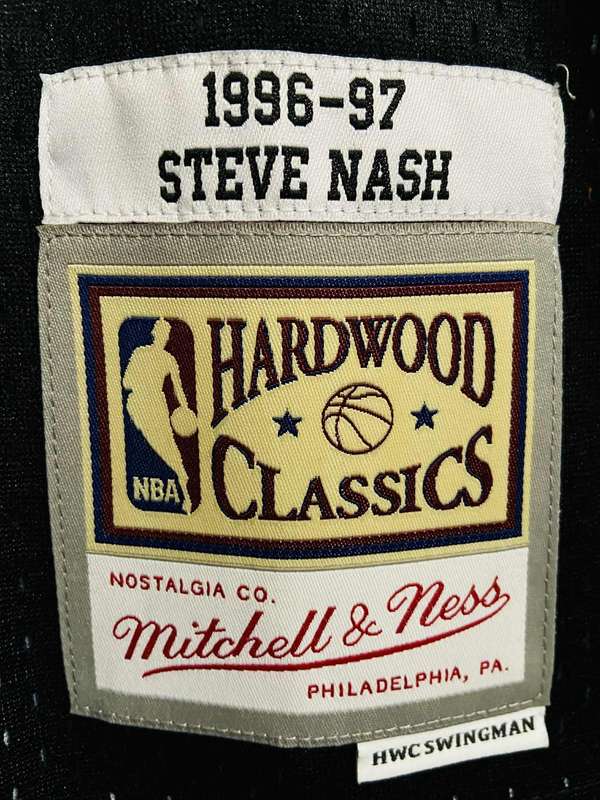 1996-97
STEVE NASH
HARDWOOD
CLASSICS
NBA
NOSTALGIA CO.
Mitchell & Ness
PHILADELPHIA, PA.
HWC SWINGMAN